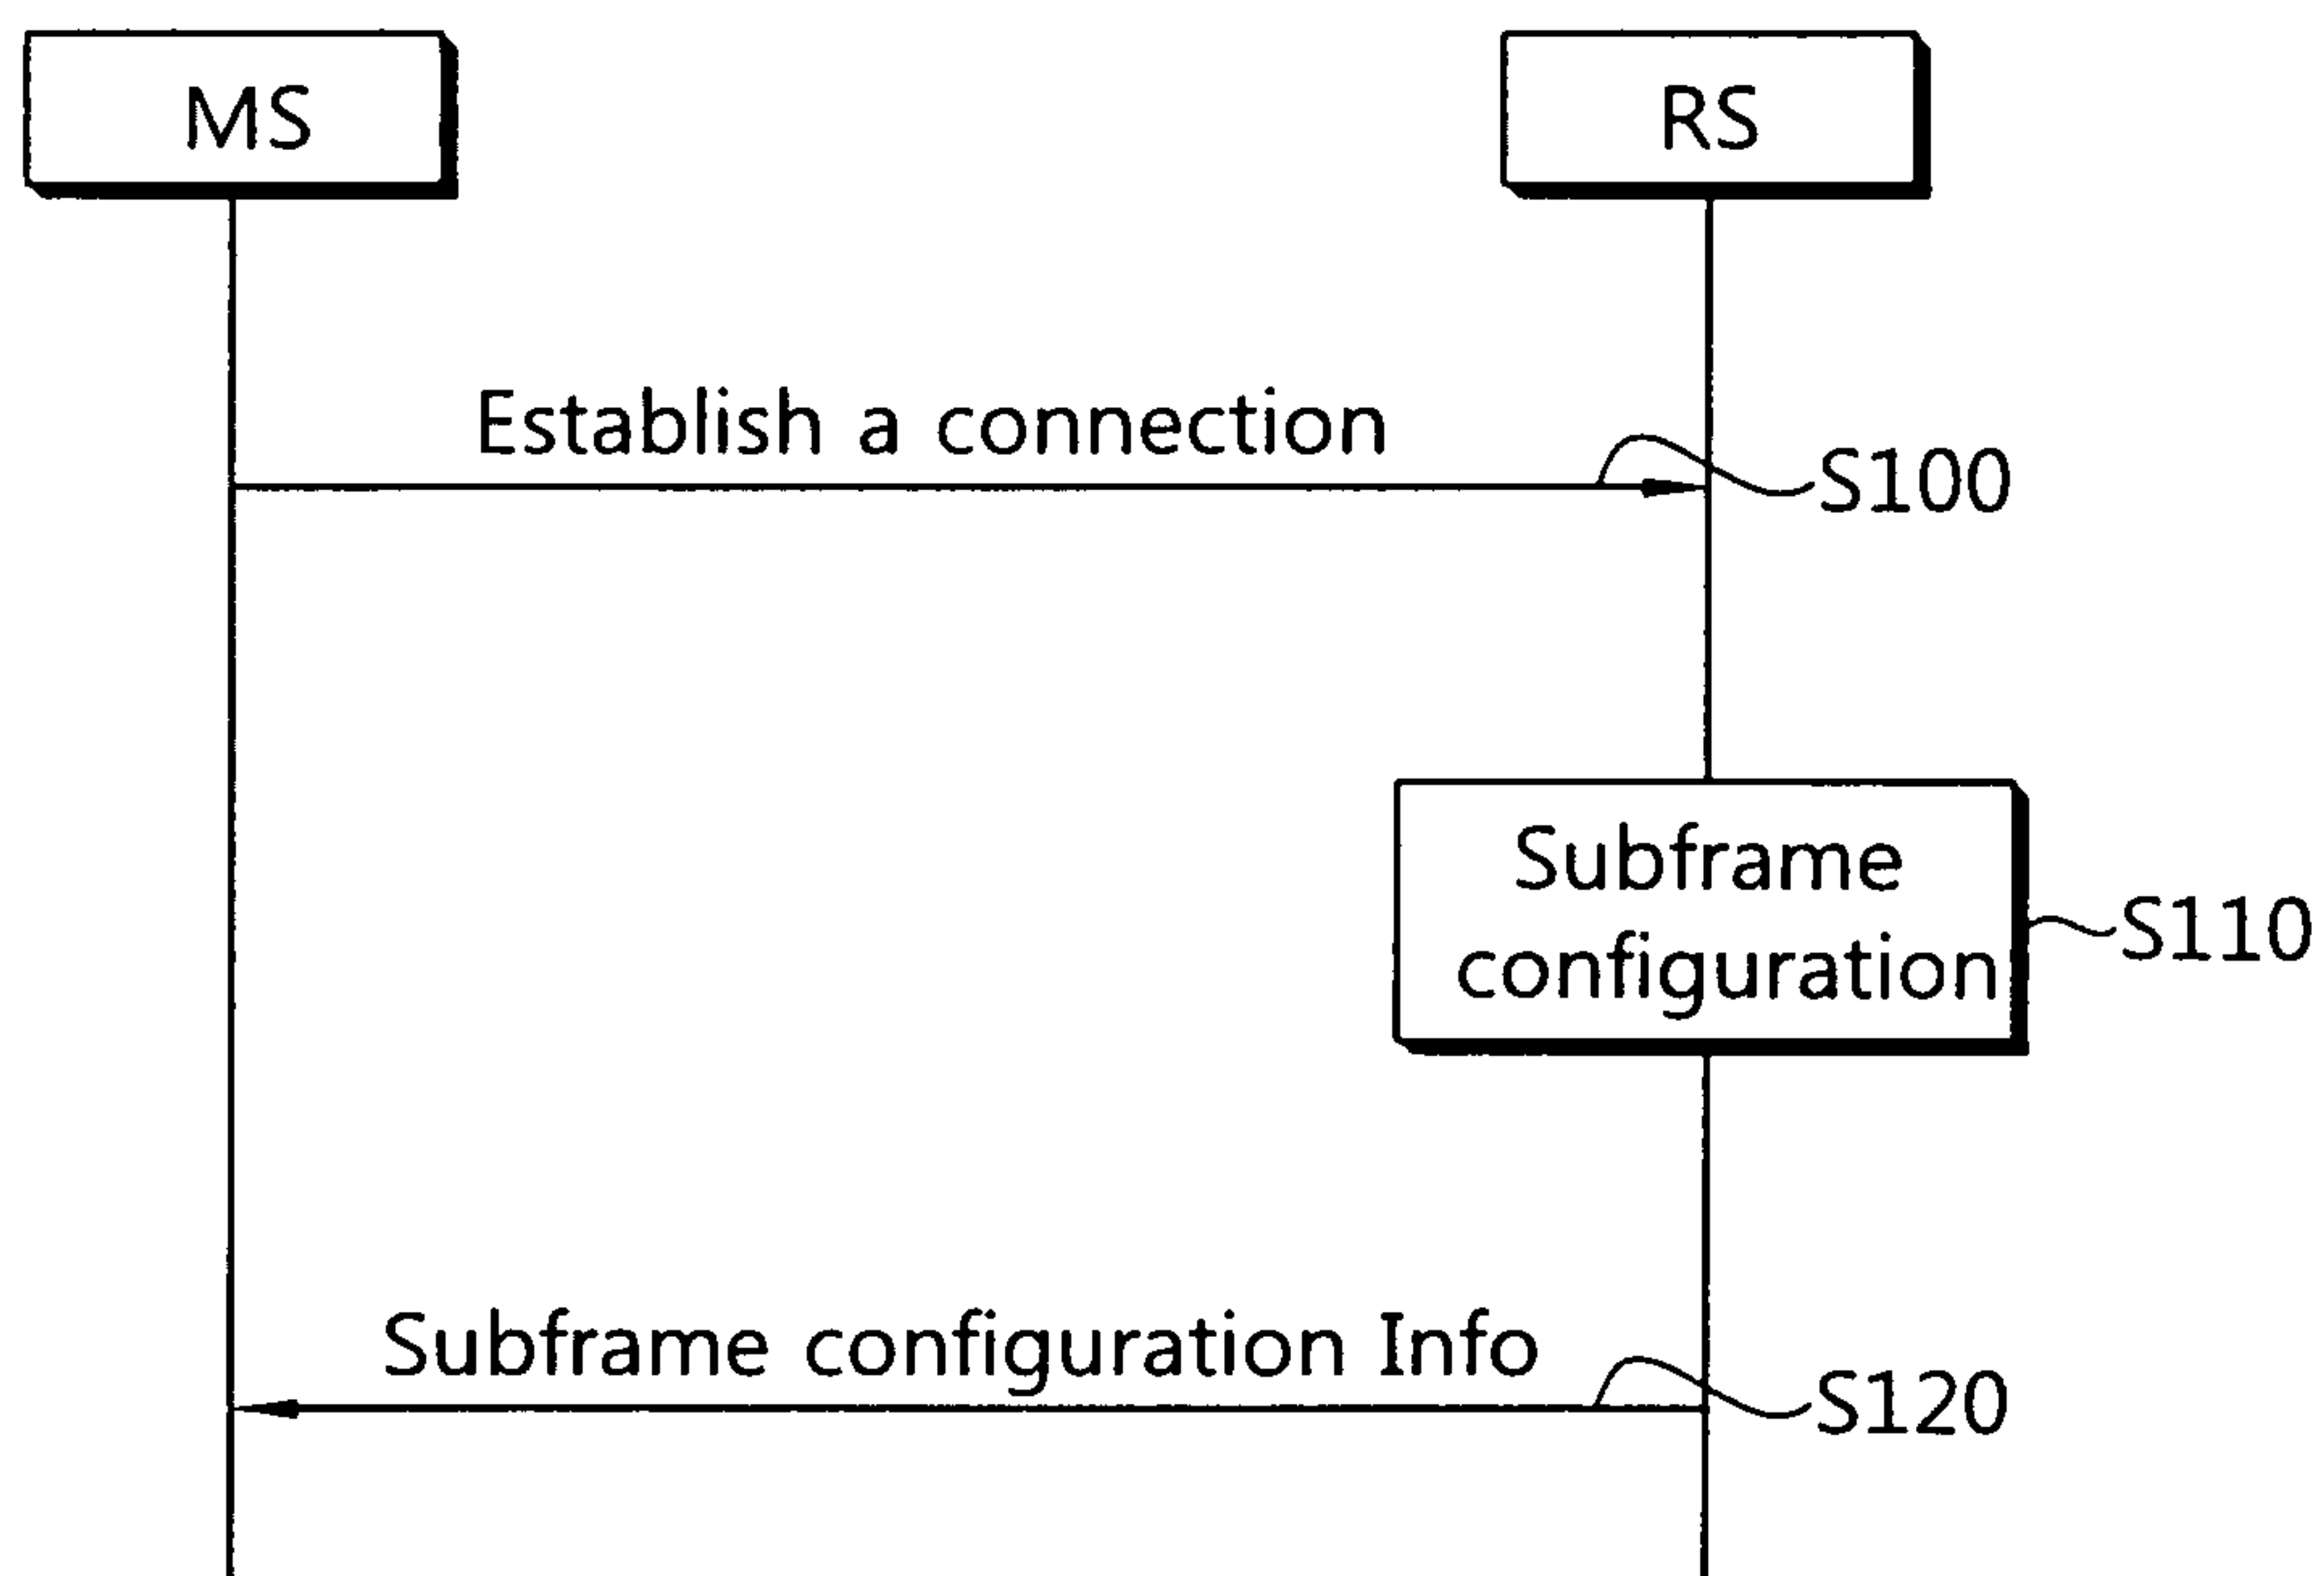 MS
RS
Establish a connection
S100
Subframe
configuration
S110
Subframe configuration Info
S120